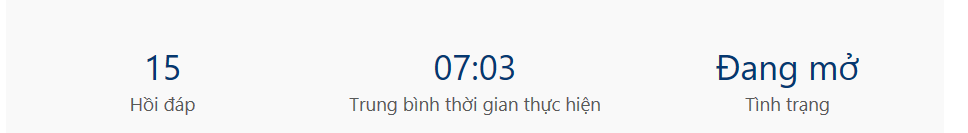 15 07:03 Đang mở
Hồi đáp Trung bình thời gian thực hiện Tình trạng